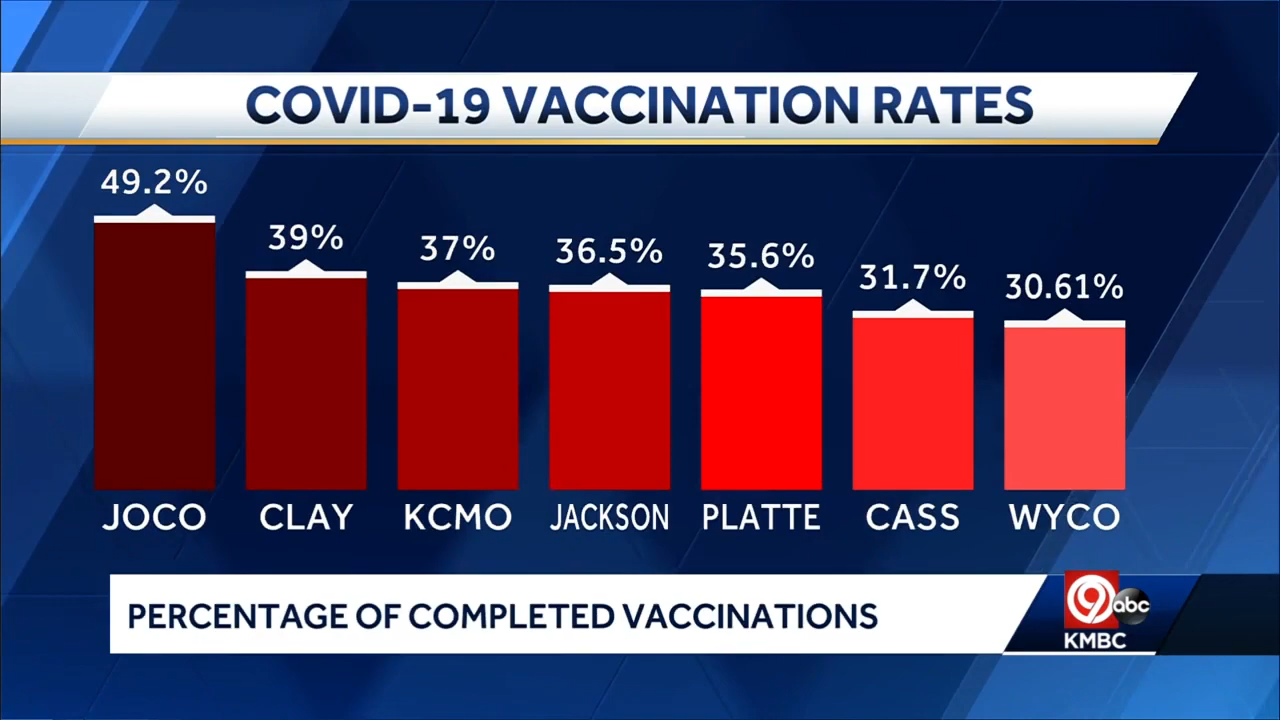 COVID-19 VACCINATION RATES
49.2%
39%
37%
36.5%
35.6%
31.7%
30.61%
JOCO
CLAY
KCMO
JACKSON
PLATTE
CASS
WYCO
PERCENTAGE OF COMPLETED VACCINATIONS
9
abc
KMBC